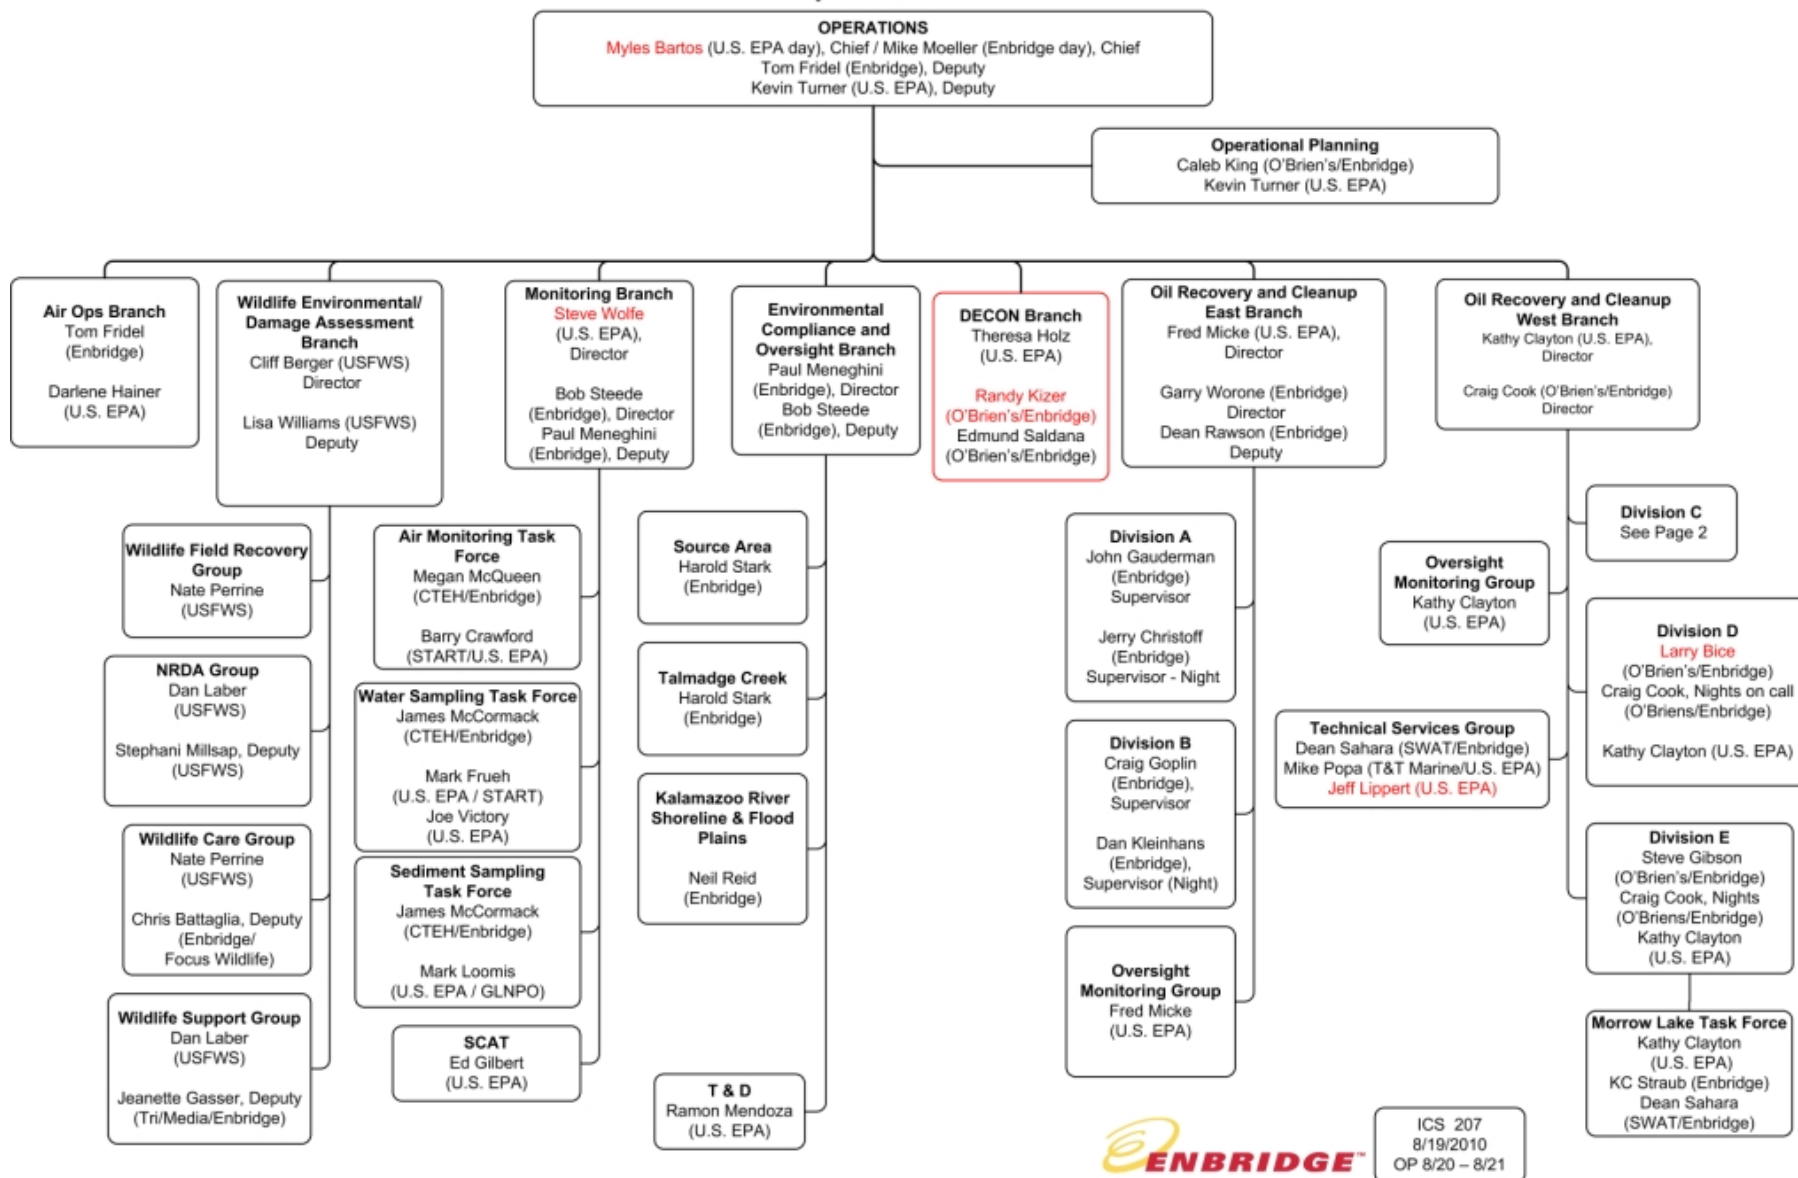 OPERATIONS
Myles Bartos (U.S. EPA day), Chief / Mike Moeller (Enbridge day), Chief
Tom Fridel (Enbridge), Deputy
Kevin Turner (U.S. EPA), Deputy
Operational Planning
Caleb King (O'Brien's/Enbridge)
Kevin Turner (U.S. EPA)
Air Ops Branch
Tom Fridel
(Enbridge)
Darlene Hainer
(U.S. EPA)
Wildlife Environmental/
Damage Assessment
Branch
Cliff Berger (USFWS)
Director
Lisa Williams (USFWS)
Deputy
Monitoring Branch
Steve Wolfe
(U.S. EPA),
Director
Bob Steede
(Enbridge), Director
Paul Meneghini
(Enbridge), Deputy
Environmental
Compliance and
Oversight Branch
Paul Meneghini
(Enbridge), Director
Bob Steede
(Enbridge), Deputy
DECON Branch
Theresa Holz
(U.S. EPA)
Randy Kizer
(O'Brien's/Enbridge)
Edmund Saldana
(O'Brien's/Enbridge)
Oil Recovery and Cleanup
East Branch
Fred Micke (U.S. EPA),
Director
Garry Worone (Enbridge)
Director
Dean Rawson (Enbridge)
Deputy
Oil Recovery and Cleanup
West Branch
Kathy Clayton (U.S. EPA),
Director
Craig Cook (O'Brien's/Enbridge)
Director
Wildlife Field Recovery
Group
Nate Perrine
(USFWS)
NRDA Group
Dan Laber
(USFWS)
Stephani Millsap, Deputy
(USFWS)
Wildlife Care Group
Nate Perrine
(USFWS)
Chris Battaglia, Deputy
(Enbridge/
Focus Wildlife)
Wildlife Support Group
Dan Laber
(USFWS)
Jeanette Gasser, Deputy
(Tri/Media/Enbridge)
Air Monitoring Task
Force
Megan McQueen
(CTEH/Enbridge)
Barry Crawford
(START/U.S. EPA)
Water Sampling Task Force
James McCormack
(CTEH/Enbridge)
Mark Frueh
(U.S. EPA / START)
Joe Victory
(U.S. EPA)
Sediment Sampling
Task Force
James McCormack
(CTEH/Enbridge)
Mark Loomis
(U.S. EPA / GLNPO)
SCAT
Ed Gilbert
(U.S. EPA)
Source Area
Harold Stark
(Enbridge)
Talmadge Creek
Harold Stark
(Enbridge)
Kalamazoo River
Shoreline & Flood
Plains
Neil Reid
(Enbridge)
T & D
Ramon Mendoza
(U.S. EPA)
Division A
John Gauderman
(Enbridge)
Supervisor
Jerry Christoff
(Enbridge)
Supervisor - Night
Division B
Craig Goplin
(Enbridge),
Supervisor
Dan Kleinhans
(Enbridge),
Supervisor (Night)
Oversight
Monitoring Group
Fred Micke
(U.S. EPA)
Division C
See Page 2
Oversight
Monitoring Group
Kathy Clayton
(U.S. EPA)
Division D
Larry Bice
(O'Brien's/Enbridge)
Craig Cook, Nights on call
(O'Briens/Enbridge)
Kathy Clayton (U.S. EPA)
Technical Services Group
Dean Sahara (SWAT/Enbridge)
Mike Popa (T&T Marine/U.S. EPA)
Jeff Lippert (U.S. EPA)
Division E
Steve Gibson
(O'Brien's/Enbridge)
Craig Cook, Nights
(O'Briens/Enbridge)
Kathy Clayton
(U.S. EPA)
Morrow Lake Task Force
Kathy Clayton
(U.S. EPA)
KC Straub (Enbridge)
Dean Sahara
(SWAT/Enbridge)
ENBRIDGE™
ICS 207
8/19/2010
OP 8/20 – 8/21